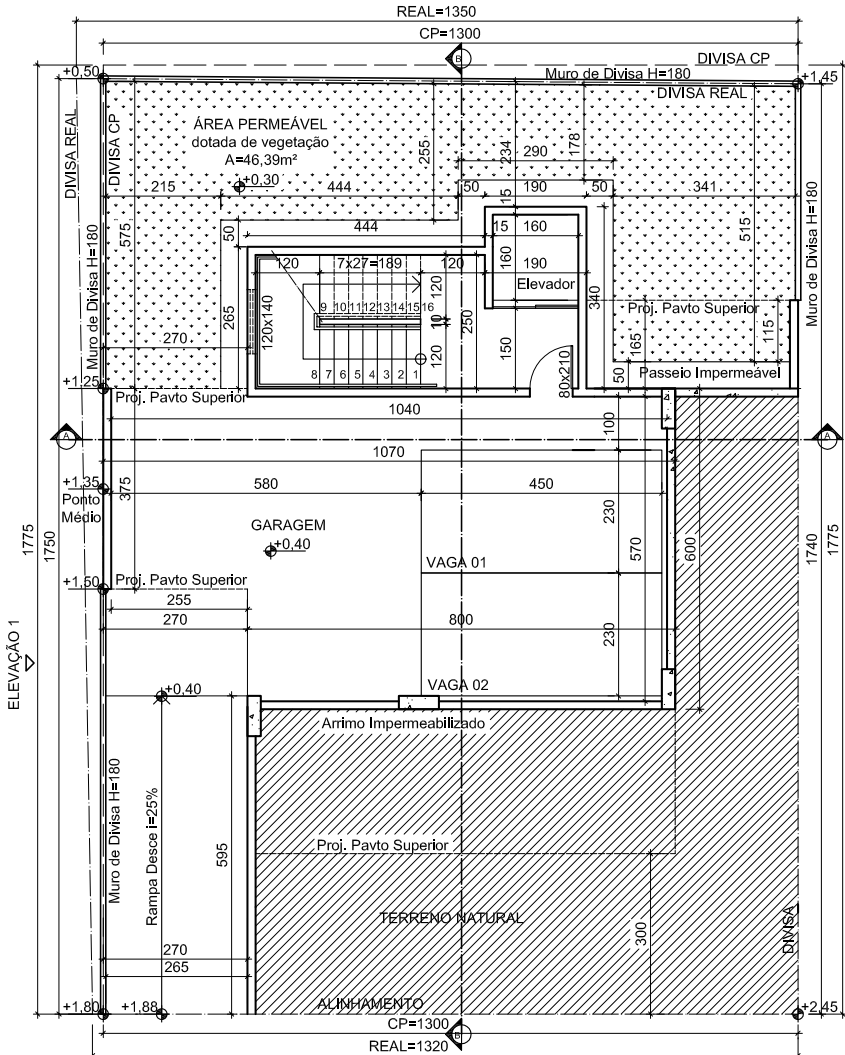 REAL=1350
CP=1300
B
DIVISA CP
+0,50
Muro de Divisa H=180
+1,45
DIVISA REAL
DIVISA REAL
DIVISA CP
ÁREA PERMEÁVEL
dotada de vegetação
A=46,39m²
+0,30
255
234
290
178
215
444
50
190
50
341
15
575
50
444
15
160
515
Muro de Divisa H=180
Muro de Divisa H=180
120
7x27=189
120
160
190
Elevador
340
265
120x140
120
9 10 11 12 13 14 15 16
10
250
Proj. Pavto Superior
165
115
270
120
150
8 7 6 5 4 3 2 1
80x210
50
Passeio Impermeável
+1,25
Proj. Pavto Superior
1040
100
A
A
1070
+1,35
Ponto
Médio
375
580
450
230
GARAGEM
+0,40
570
600
1775
1750
1740
1775
VAGA 01
+1,50
Proj. Pavto Superior
255
270
800
230
ELEVAÇÃO 1
+0,40
VAGA 02
Arrimo Impermeabilizado
Muro de Divisa H=180
Rampa Desce i=25%
595
Proj. Pavto Superior
TERRENO NATURAL
300
DIVISA
270
265
+1,80
+1,88
ALINHAMENTO
+2,45
CP=1300
B
REAL=1320